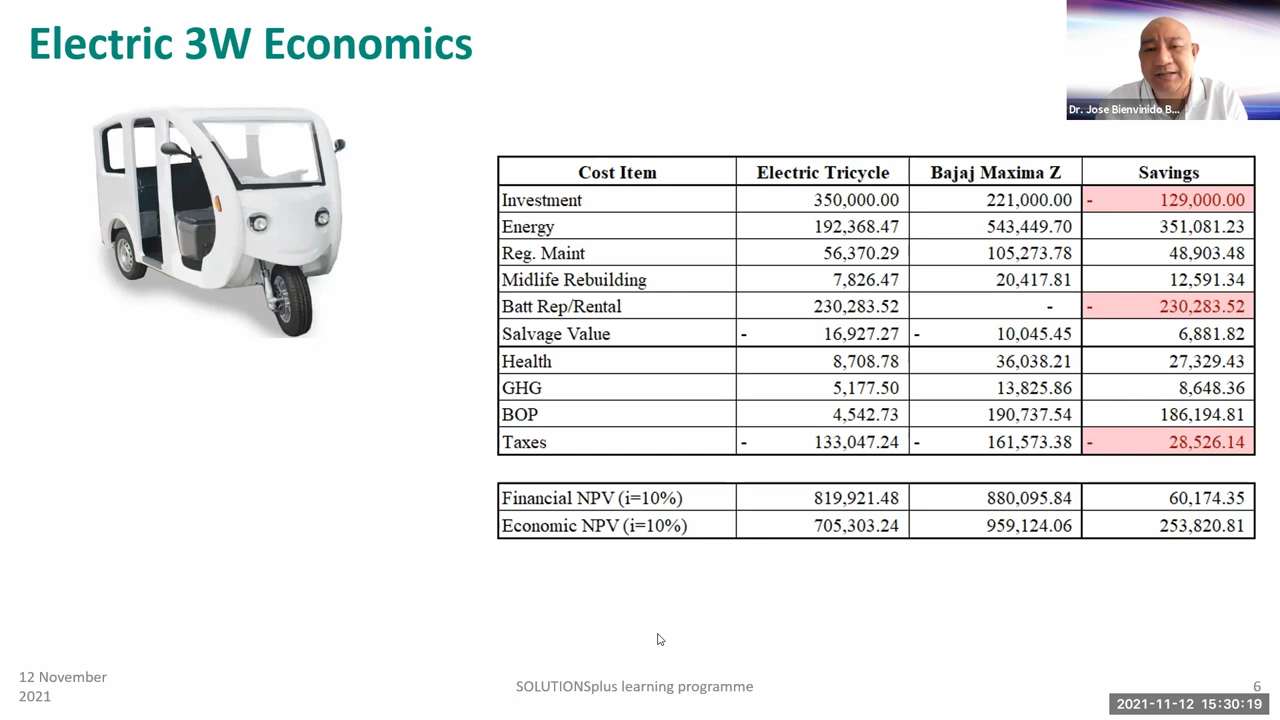 Electric 3W Economics
Dr. Jose Bienvinido B...
Cost Item Electric Tricycle Bajaj Maxima Z Savings
Investment 350,000.00 221,000.00 - 129,000.00
Energy 192,368.47 543,449.70 351,081.23
Reg. Maint 56,370.29 105,273.78 48,903.48
Midlife Rebuilding 7,826.47 20,417.81 12,591.34
Batt Rep/Rental 230,283.52 - - 230,283.52
Salvage Value - 16,927.27 - 10,045.45 6,881.82
Health 8,708.78 36,038.21 27,329.43
GHG 5,177.50 13,825.86 8,648.36
BOP 4,542.73 190,737.54 186,194.81
Taxes - 133,047.24 - 161,573.38 - 28,526.14
Financial NPV (i=10%) 819,921.48 880,095.84 60,174.35
Economic NPV (i=10%) 705,303.24 959,124.06 253,820.81
12 November
2021
SOLUTIONSplus learning programme
6
2021-11-12 15:30:19